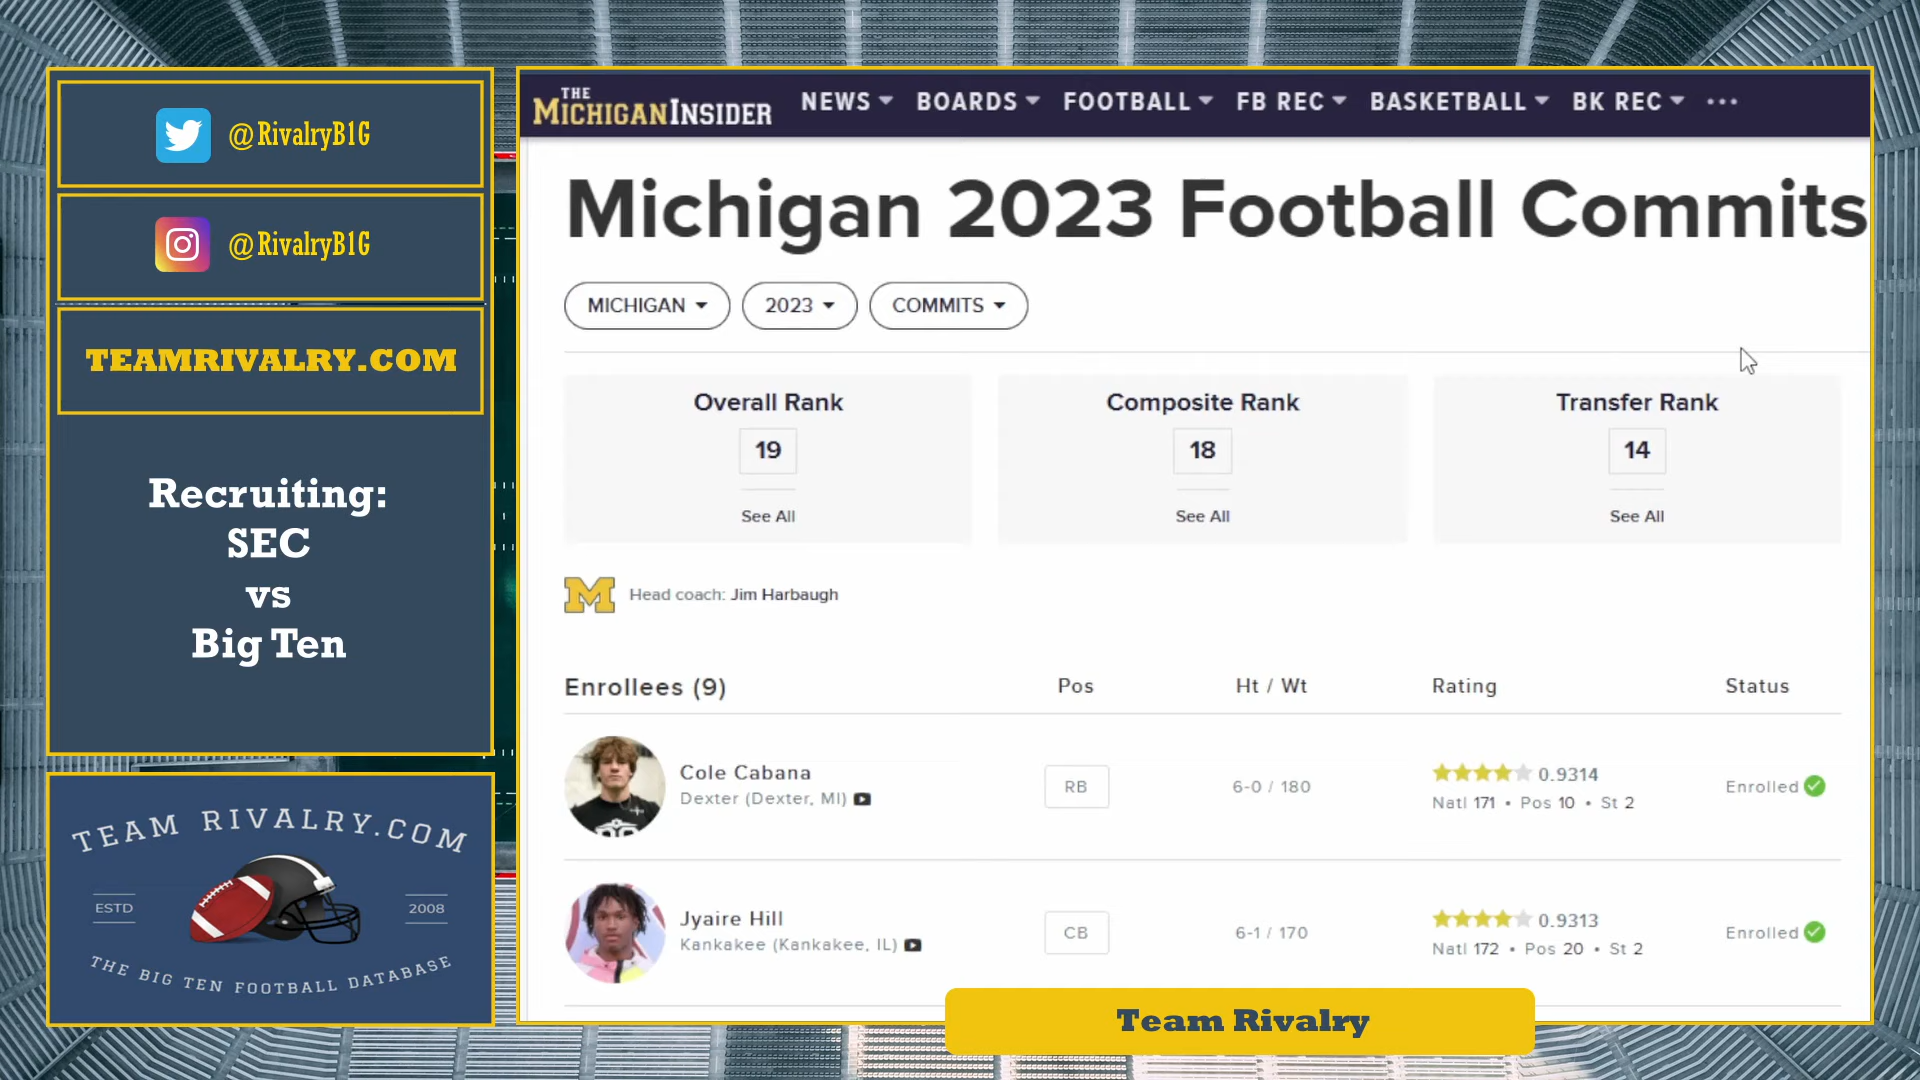 @RivalryB1G
@RivalryB1G
TEAMRIVALRY.COM
Recruiting:
SEC
vs
Big Ten
TEAM RIVALRY.COM
ESTD
2008
THE BIG TEN FOOTBALL DATABASE
THE
MICHIGANINSIDER
NEWS BOARDS FOOTBALL FB REC BASKETBALL BK REC •••
Michigan 2023 Football Commits
MICHIGAN 2023 COMMITS
Overall Rank
19
See All
Composite Rank
18
See All
Transfer Rank
14
See All
M
Head coach: Jim Harbaugh
Enrollees (9) Pos Ht / Wt Rating Status
Cole Cabana
Dexter (Dexter, MI)
RB
6-0 / 180
0.9314
Natl 171 • Pos 10 • St 2
Enrolled
Jyaire Hill
Kankakee (Kankakee, IL)
CB
6-1 / 170
0.9313
Natl 172 • Pos 20 • St 2
Enrolled
Team Rivalry